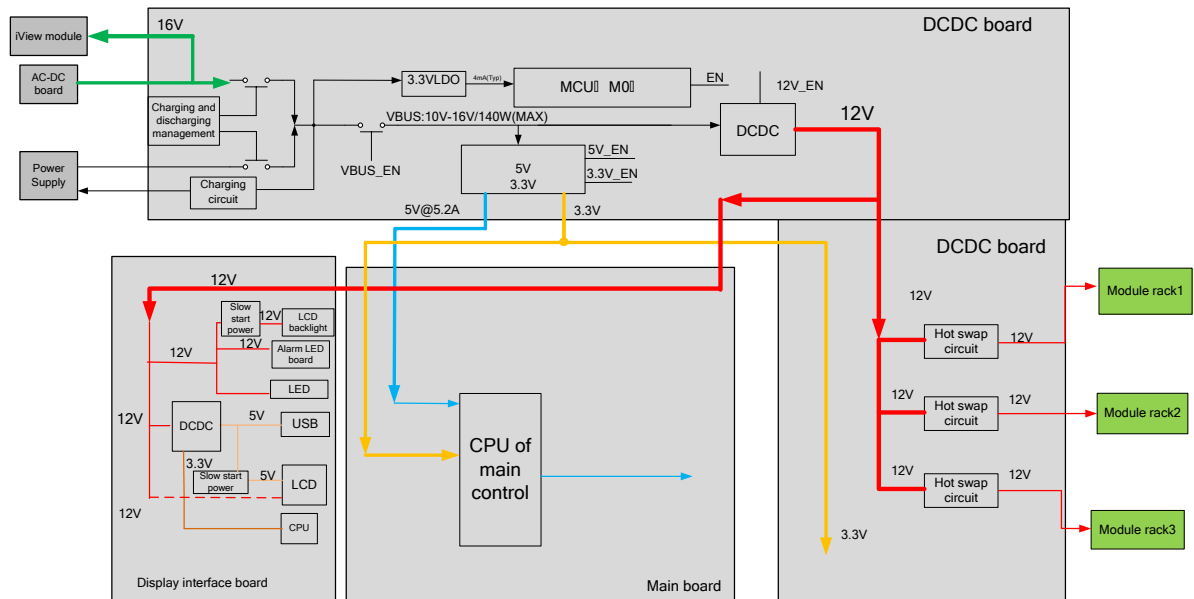 16V
DCDC board
iView module
AC-DC
board
3.3VLDO
4mA(Typ)
MCU M0
EN
12V_EN
Charging and
discharging
management
VBUS:10V-16V/140W(MAX)
DCDC
12V
VBUS_EN
5V
3.3V
5V_EN
3.3V_EN
Power
Supply
Charging
circuit
5V@5.2A
3.3V
DCDC board
12V
Slow
start
power
12V
LCD
backlight
12V
12V
Alarm LED
board
LED
12V
DCDC
5V
USB
3.3V
Slow start
power
5V
LCD
12V
CPU
Display interface board
CPU of
main
control
Main board
3.3V
12V
Hot swap
circuit
12V
Module rack1
12V
Hot swap
circuit
12V
Module rack2
12V
Hot swap
circuit
12V
Module rack3